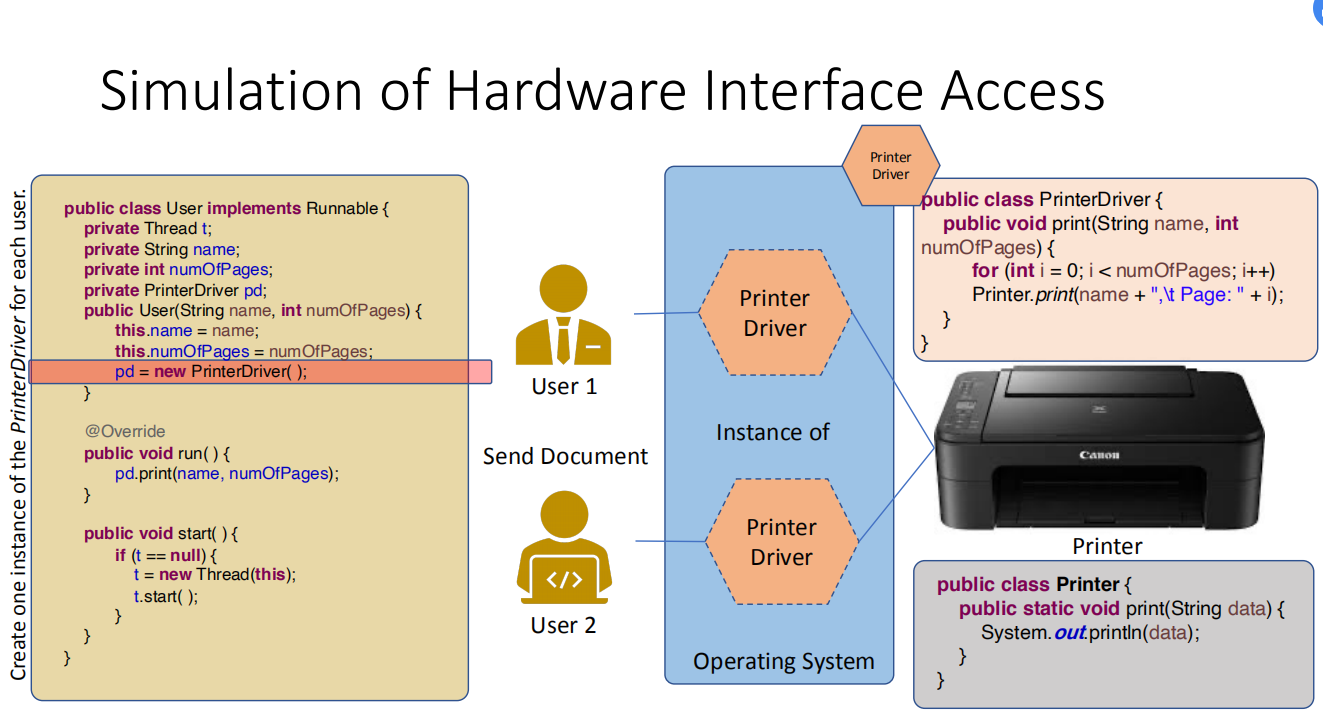 Simulation of Hardware Interface Access
Create one instance of the PrinterDriver for each user.
public class User implements Runnable {
private Thread t;
private String name;
private int numOfPages;
private PrinterDriver pd;
public User(String name, int numOfPages) {
this.name = name;
this.numOfPages = numOfPages;
pd = new PrinterDriver( );
}
@Override
public void run( ) {
pd.print(name, numOfPages);
}
public void start( ) {
if (t == null) {
t = new Thread(this);
t.start( );
}
}
}
User 1
Send Document
</>
User 2
Printer
Driver
Instance of
Printer
Driver
Operating System
Printer
Driver
public class PrinterDriver {
public void print(String name, int
numOfPages) {
for (int i = 0; i < numOfPages; i++)
Printer.print(name + ",\t Page: " + i);
}
}
Canon
Printer
public class Printer {
public static void print(String data) {
System.out.println(data);
}
}